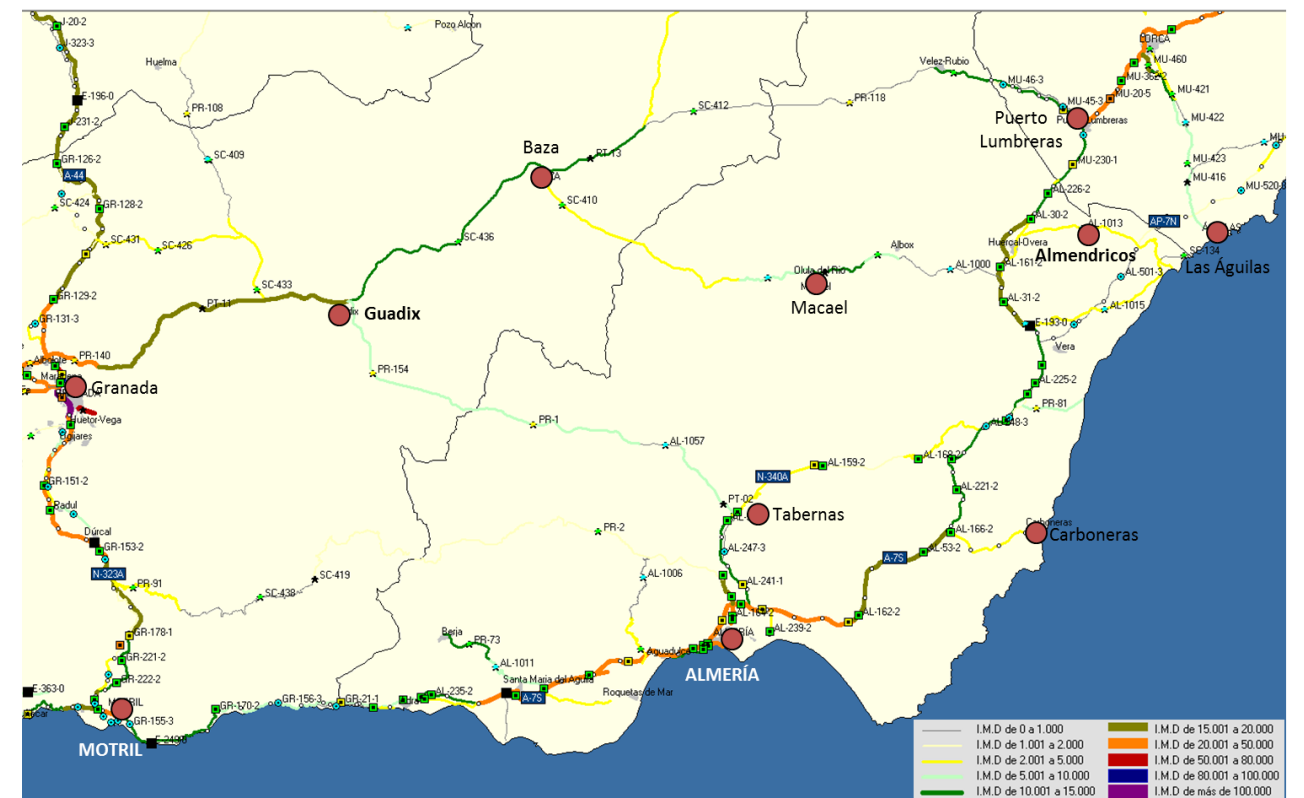 J-20-2
Pozo Alcon
J-323-3
LORCA
Huelma
Velez-Rubio
MU-460
MU-46-3
MU-362-2
E-196-0
MU-421
PR-108
SC-412
PR-118
MU-45-3
MU-20-5
J-231-2
Puerto
Lumbreras
MU-422
Baza
GR-126-2
SC-409
PT-13
MU-230-1
MU-423
A-44
MU-416
MU-520-
SC-424
GR-128-2
SC-410
AL-226-2
AL-30-2
AP-7N
AL-1013
SC-431
SC-426
SC-436
Albox
Huercal-Overa
Almendricos
Las Águilas
AL-1000
AL-161-2
AL-501-3
Olula del Rio
SC-433
GR-129-2
PT-11
Macael
AL-31-2
AL-1015
GR-131-3
Guadix
E-193-0
Vera
Albolote
PR-140
PR-154
Granada
AL-225-2
PR-81
Huetor-Vega
PR-1
Ogijares
AL-1057
AL-159-2
N-340A
AL-221-2
GR-151-2
PT-02
Padul
Tabernas
Dúrcal
PR-2
AL-166-2
Carboneras
GR-153-2
AL-247-3
AL-53-2
A-7S
N-323A
AL-1006
SC-419
PR-91
AL-241-1
SC-438
AL-162-2
AL-239-2
GR-178-1
Berja
PR-73
Aguadulce
GR-221-2
AL-1011
ALMERÍA
GR-222-2
Santa Maria del Aguila
E-363-0
AL-235-2
A-7S
Roquetas de Mar
GR-156-3
GR-21-1
GR-170-2
GR-155-3
MOTRIL
I.M.D de 0 a 1.000
I.M.D de 15.001 a 20.000
I.M.D de 1.001 a 2.000
I.M.D de 20.001 a 50.000
I.M.D de 2.001 a 5.000
I.M.D de 50.001 a 80.000
I.M.D de 5.001 a 10.000
I.M.D de 80.001 a 100.000
I.M.D de 10.001 a 15.000
I.M.D de más de 100.000